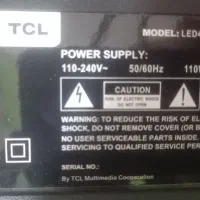 TCL
MODEL: LED4
POWER SUPPLY:
110-240V~ 50/60Hz 110W
CAUTION
RISK OF ELECTRIC SHOCK
DO NOT OPEN
WARNING: TO REDUCE THE RISK OF EL
SHOCK, DO NOT REMOVE COVER (OR B
NO USER SERVICEABLE PARTS INSIDE.
SERVICING TO QUALIFIED SERVICE PER
SERIAL NO.:
By TCL Multimedia Corporation